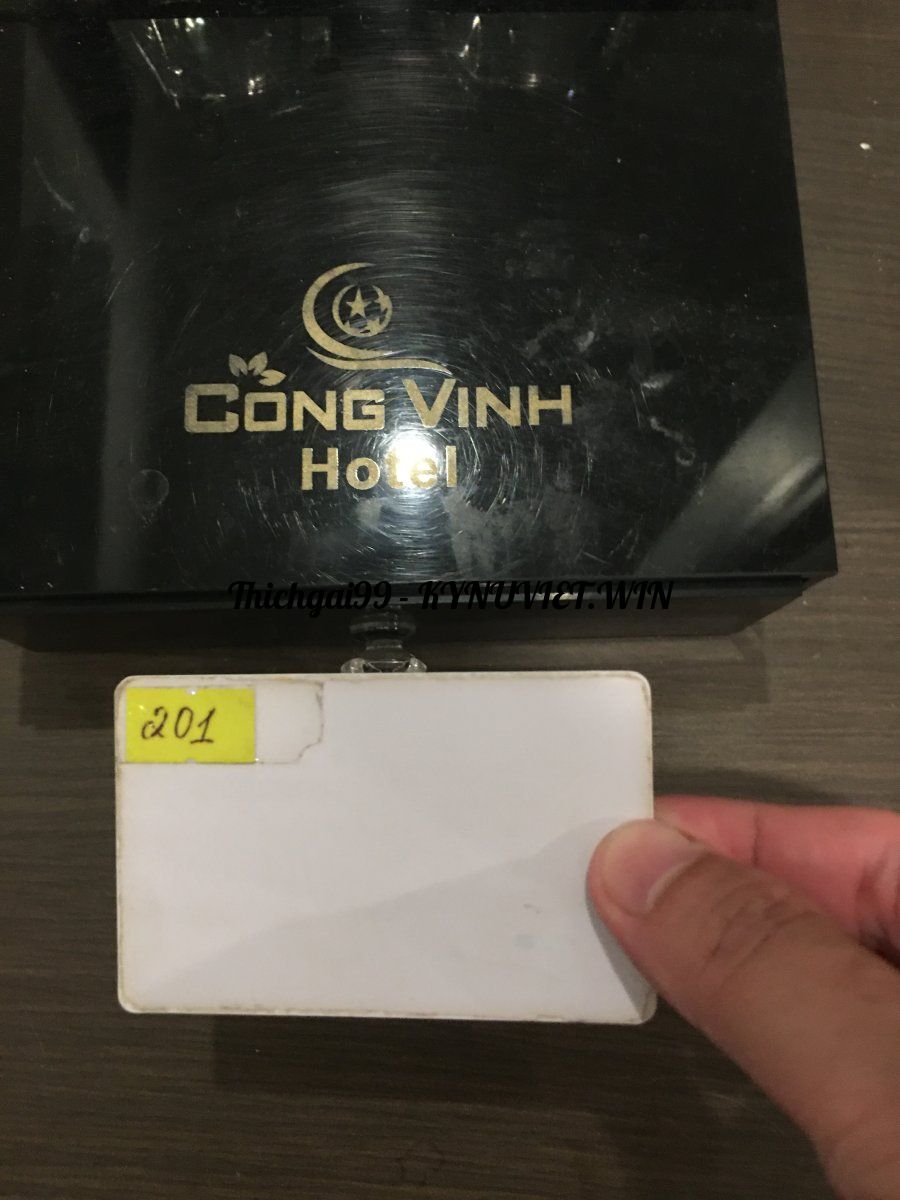 CÔNG VINH
Hotel
Thichgai99 - KYNUVIET.WIN
201